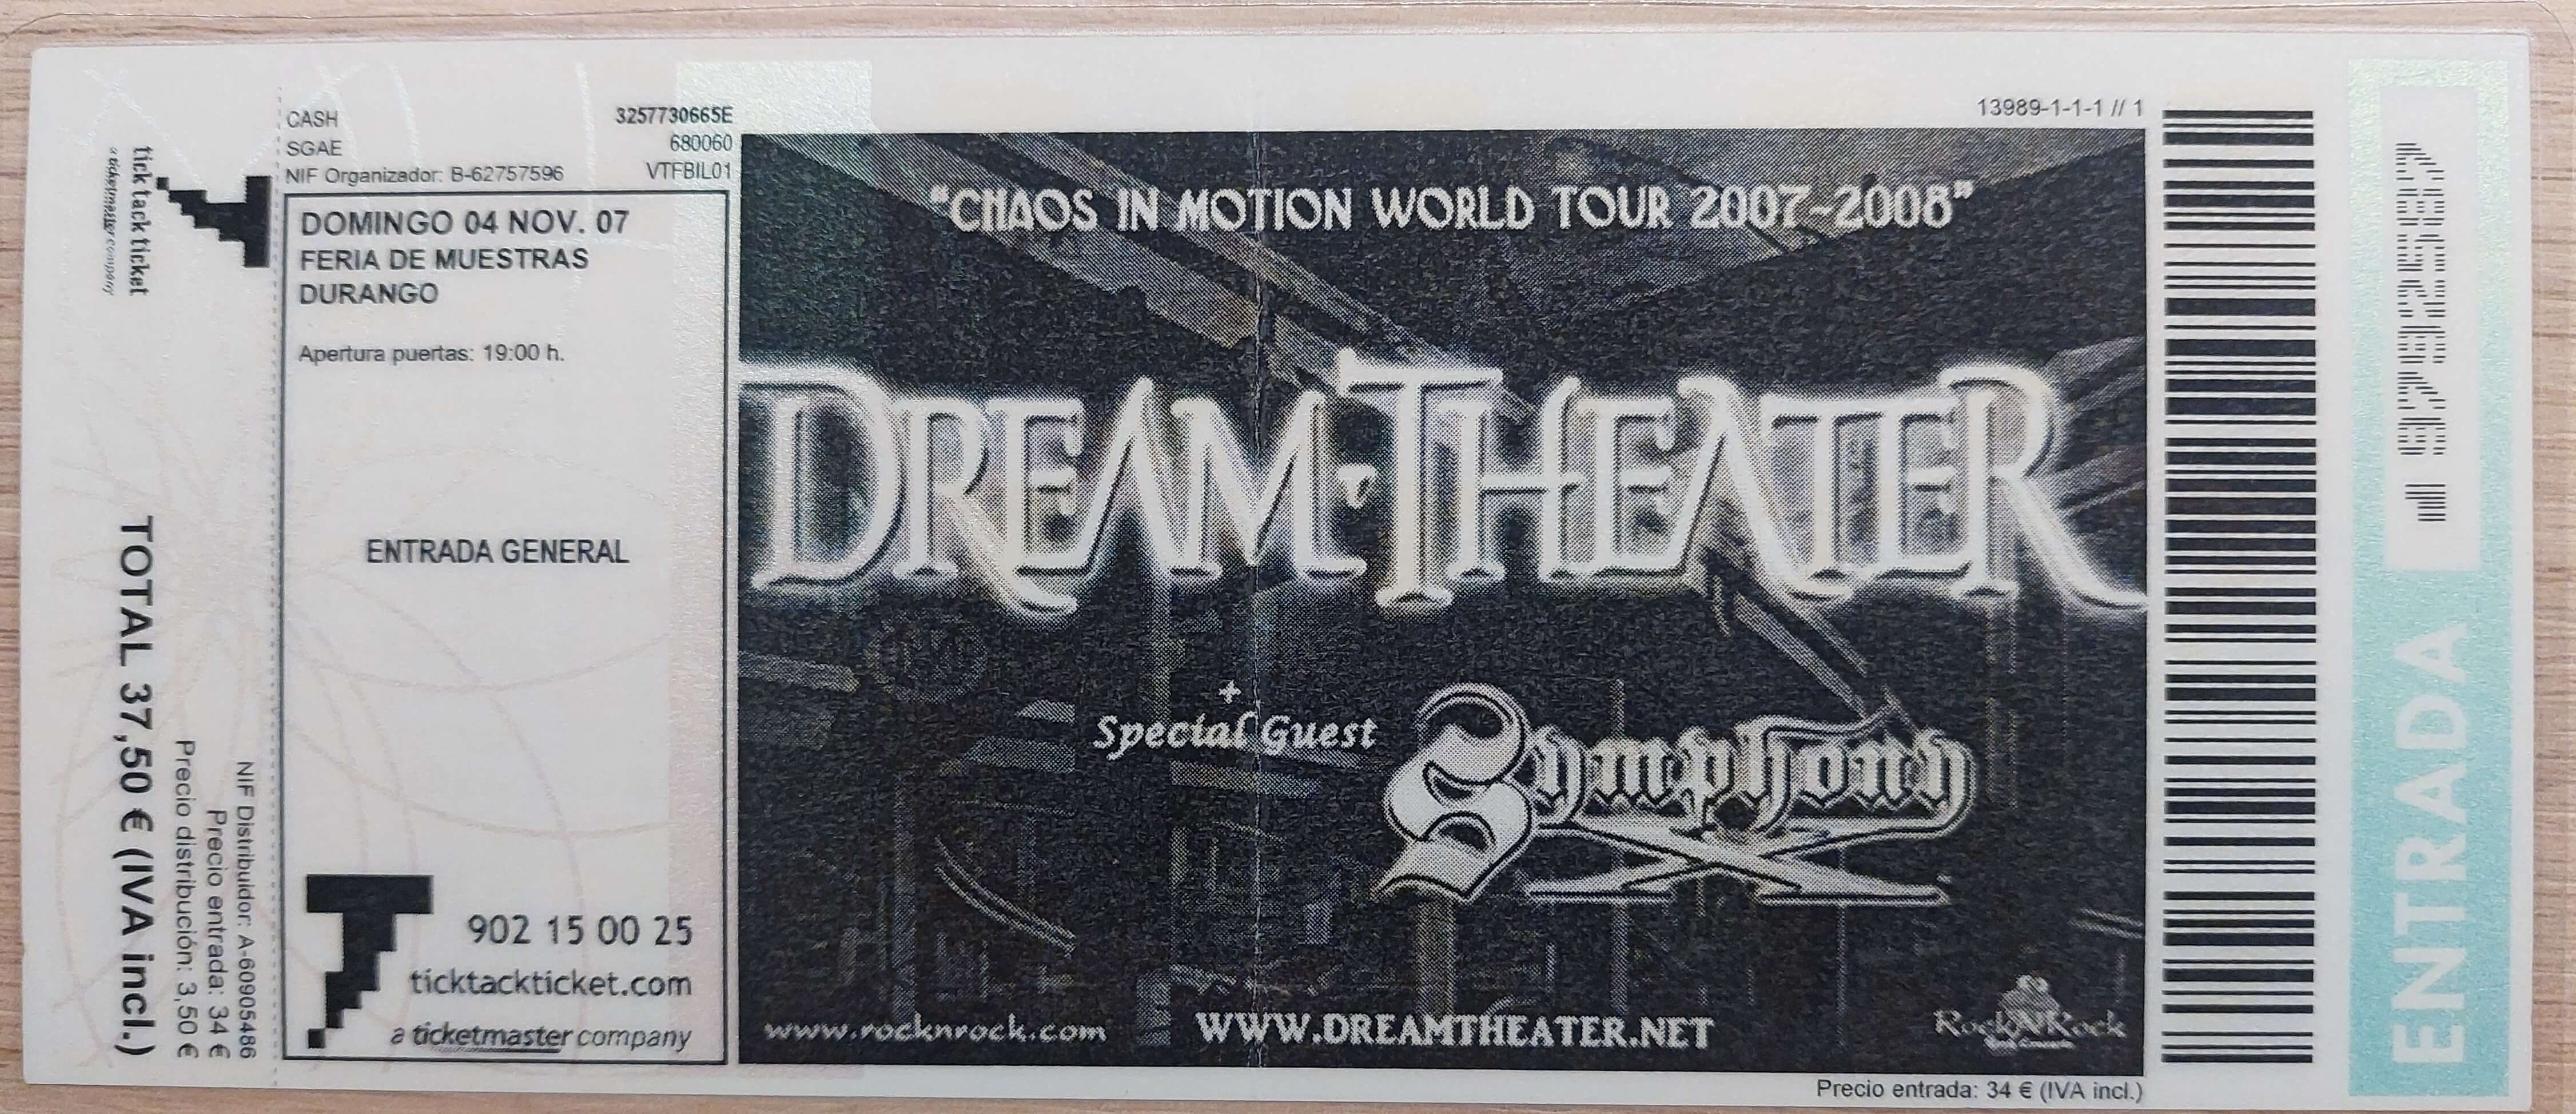 tick tack ticket
a ticketmaster company
TOTAL 37,50 € (IVA incl.)
NIF Distribuidor: A-60905486
Precio entrada: 34 €
Precio distribución: 3,50 €
CASH 3257730665E
SGAE 680060
NIF Organizador: B-62757596 VTFBIL01
DOMINGO 04 NOV. 07
FERIA DE MUESTRAS
DURANGO
Apertura puertas: 19:00 h.
ENTRADA GENERAL
902 15 00 25
ticktackticket.com
a ticketmaster company
13989-1-1-1 // 1
"CHAOS IN MOTION WORLD TOUR 2007-2008"
DREAM THEATER
+
Special Guest
Symphony X
www.rocknrock.com
WWW.DREAMTHEATER.NET
RockNRock
Precio entrada: 34 € (IVA incl.)
ENTRADA